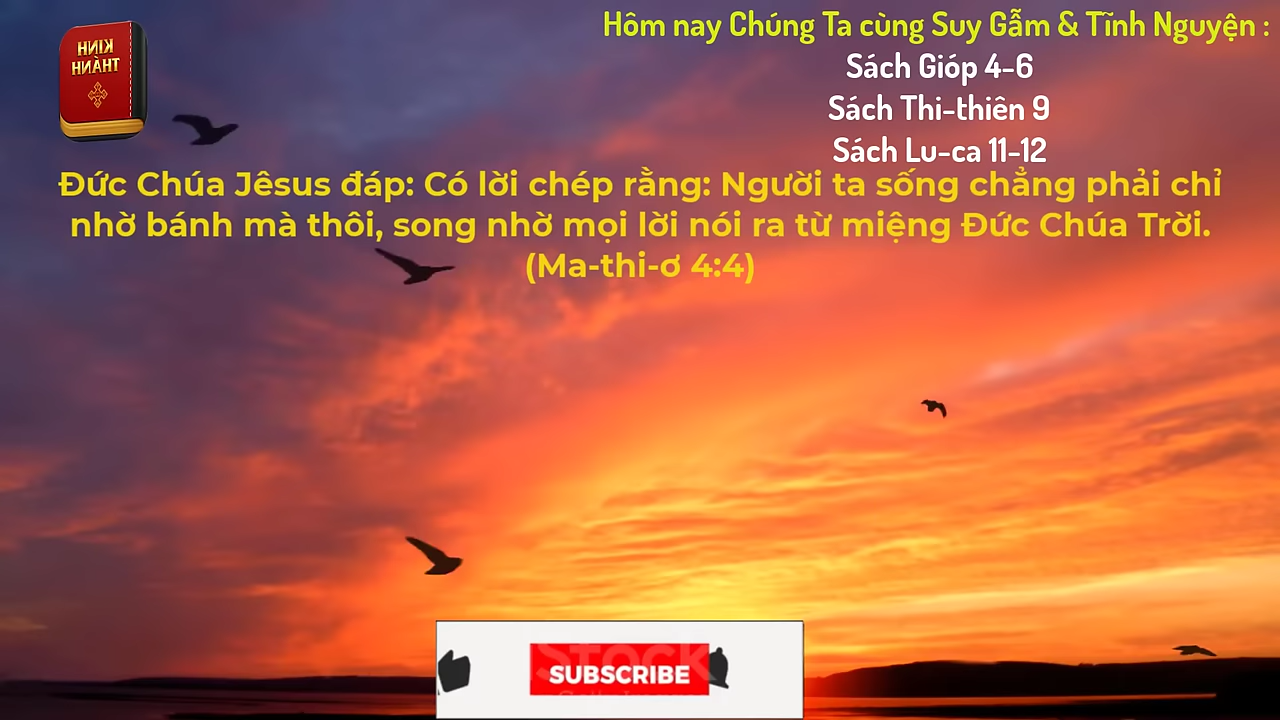 KINH
THÁNH
Hôm nay Chúng Ta cùng Suy Gẫm & Tĩnh Nguyện :
Sách Gióp 4-6
Sách Thi-thiên 9
Sách Lu-ca 11-12
Đức Chúa Jêsus đáp: Có lời chép rằng: Người ta sống chẳng phải chỉ
nhờ bánh mà thôi, song nhờ mọi lời nói ra từ miệng Đức Chúa Trời.
(Ma-thi-ơ 4:4)
SUBSCRIBE